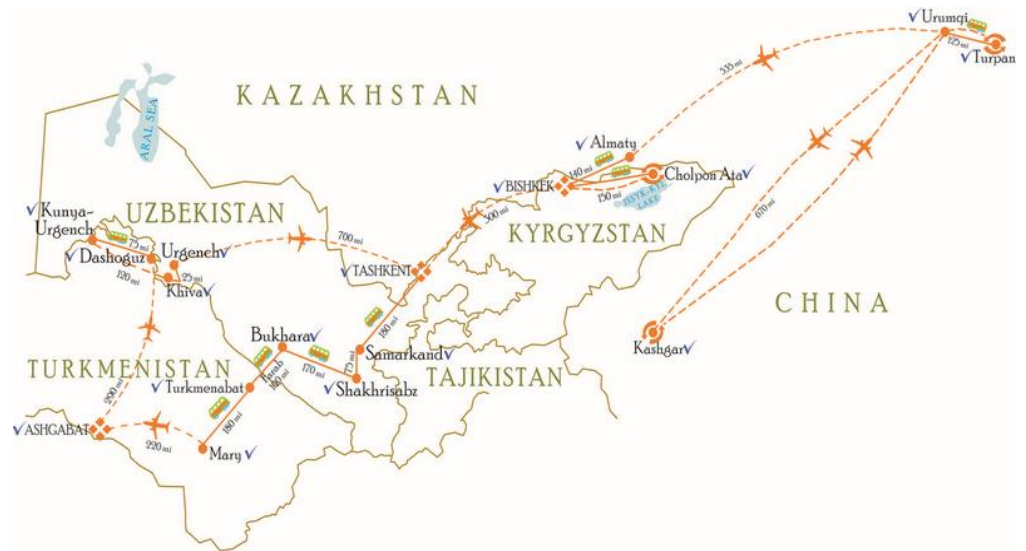 Urumqi
125 mi
Turpan
535 mi
KAZAKHSTAN
ARAL SEA
Almaty
140 mi
BISHKEK
Cholpon Ata
150 mi
ISSYK-KYL
LAKE
300 mi
670 mi
Kunya-
Urgench
UZBEKISTAN
KYRGYZSTAN
75 mi
Urgench
700 mi
Dashoguz
TASHKENT
120 mi
25 mi
Khiva
CHINA
180 mi
Bukhara
Kashgar
Samarkand
75 mi
TURKMENISTAN
Farab
170 mi
TAJIKISTAN
Turkmenabat
Shakhrisabz
290 mi
180 mi
ASHGABAT
220 mi
Mary